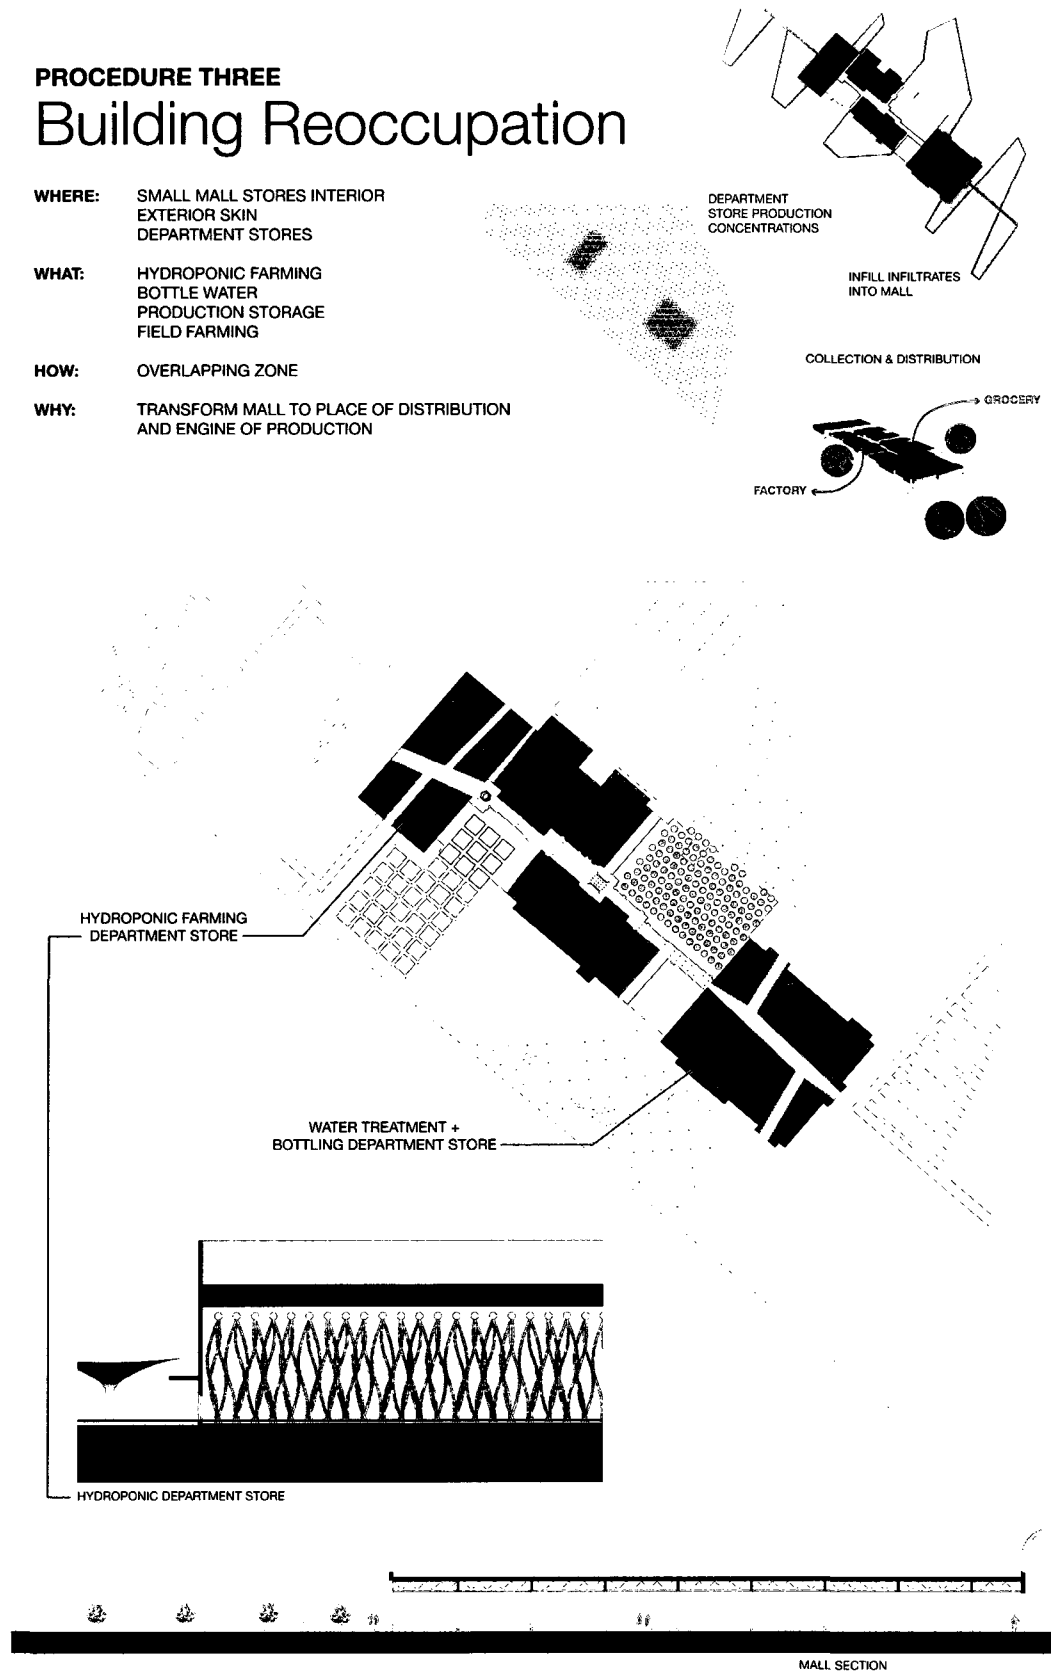 PROCEDURE THREE
Building Reoccupation
WHERE: SMALL MALL STORES INTERIOR
EXTERIOR SKIN
DEPARTMENT STORES
WHAT: HYDROPONIC FARMING
BOTTLE WATER
PRODUCTION STORAGE
FIELD FARMING
HOW: OVERLAPPING ZONE
WHY: TRANSFORM MALL TO PLACE OF DISTRIBUTION
AND ENGINE OF PRODUCTION
DEPARTMENT
STORE PRODUCTION
CONCENTRATIONS
INFILL INFILTRATES
INTO MALL
COLLECTION & DISTRIBUTION
GROCERY
FACTORY
HYDROPONIC FARMING
DEPARTMENT STORE
WATER TREATMENT +
BOTTLING DEPARTMENT STORE
HYDROPONIC DEPARTMENT STORE
MALL SECTION